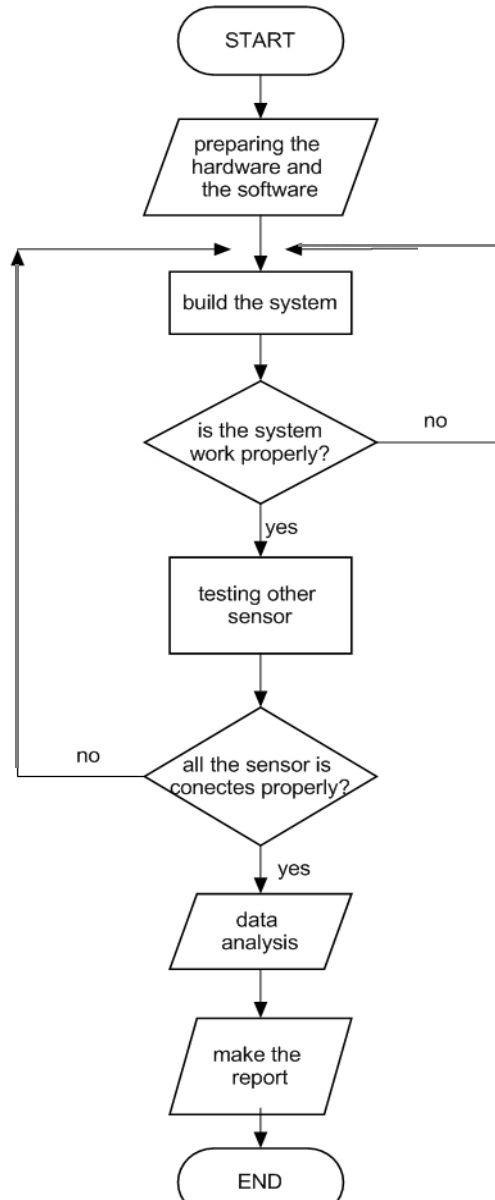 START
preparing the
hardware and
the software
build the system
is the system
work properly?
no
yes
testing other
sensor
no
all the sensor is
conectes properly?
yes
data
analysis
make the
report
END